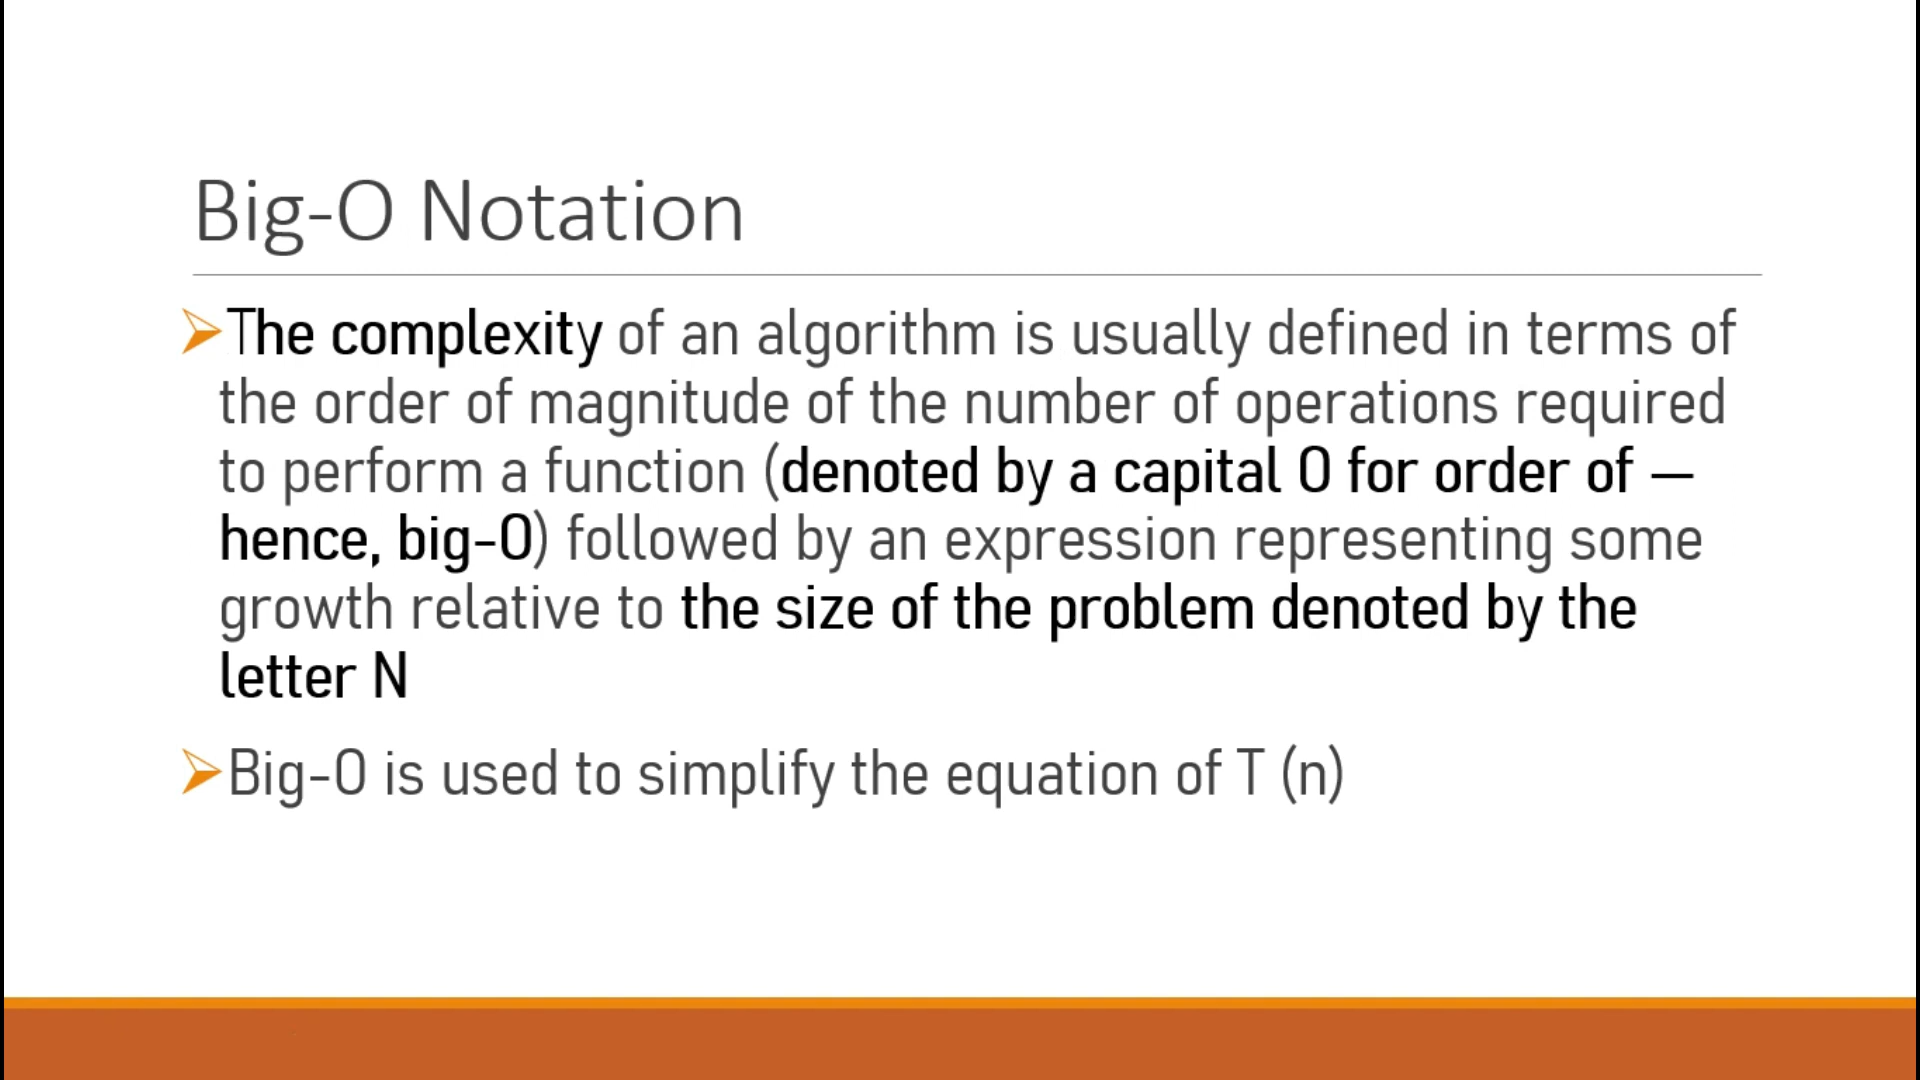 Big-O Notation
The complexity of an algorithm is usually defined in terms of
the order of magnitude of the number of operations required
to perform a function (denoted by a capital O for order of –
hence, big-O) followed by an expression representing some
growth relative to the size of the problem denoted by the
letter N
Big-O is used to simplify the equation of T (n)